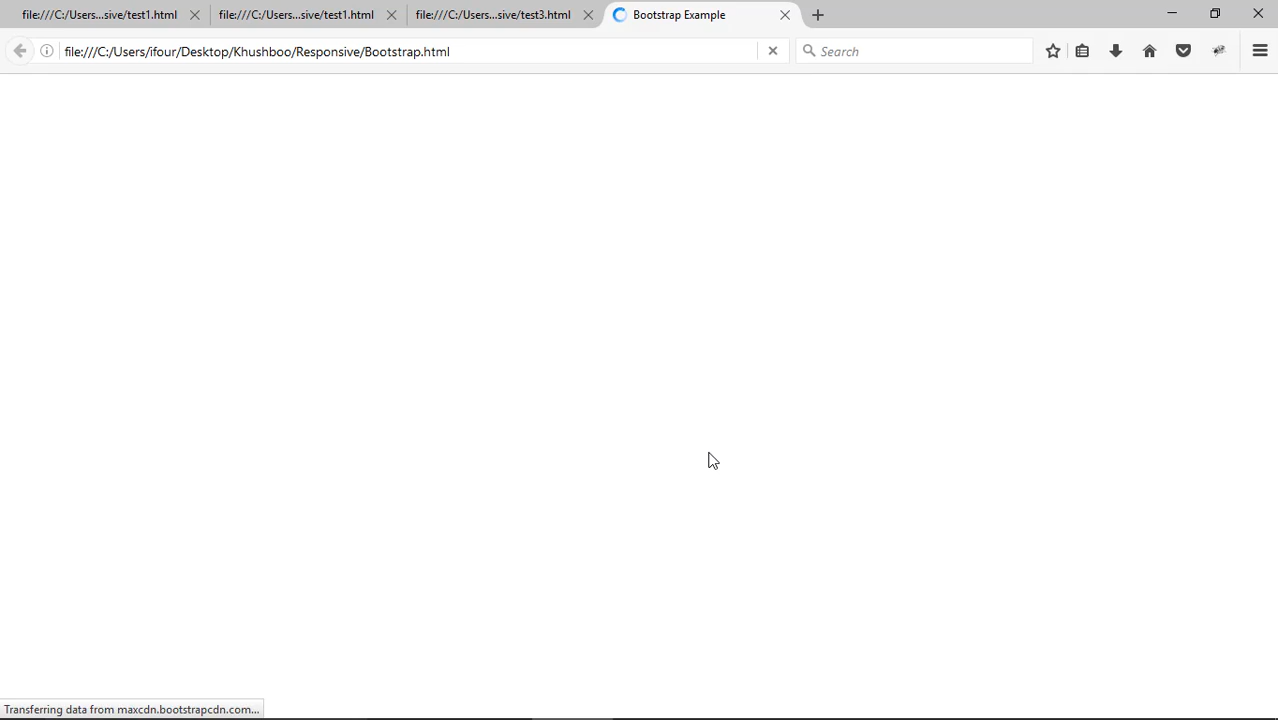 file:///C:/Users...sive/test1.html
file:///C:/Users...sive/test1.html
file:///C:/Users...sive/test3.html
Bootstrap Example
file:///C:/Users/ifour/Desktop/Khushboo/Responsive/Bootstrap.html
Search
Transferring data from maxcdn.bootstrapcdn.com...